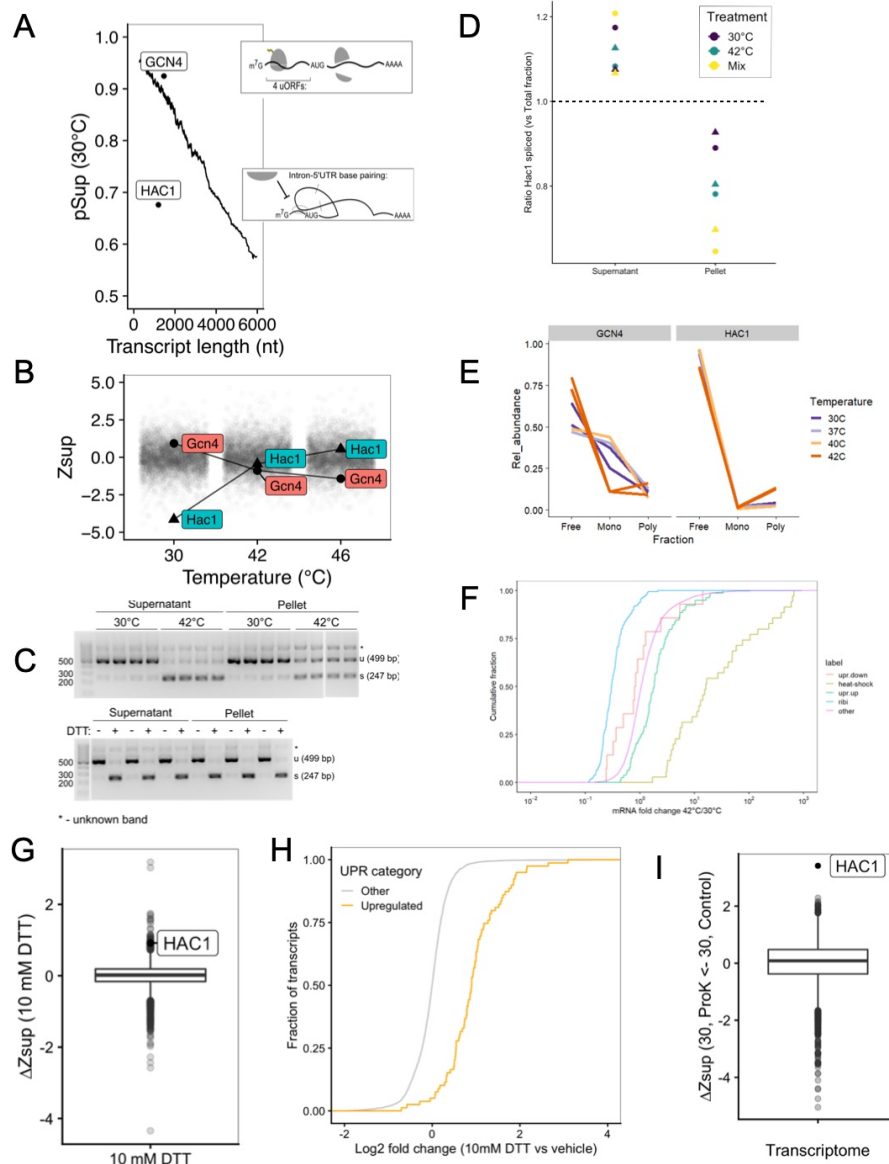 A
pSup (30°C)
1.0
0.9
0.8
0.7
0.6
0.5
GCN4
HAC1
0 2000 4000 6000
Transcript length (nt)
m7G AUG AAAA
4 uORFs:
Intron-5'UTR base pairing:
m7G AUG AAAA
D
Ratio Hac1 spliced (vs Total fraction)
1.2
1.0
0.8
Treatment
30°C
42°C
Mix
Supernatant Pellet
B
Zsup
5.0
2.5
0.0
−2.5
−5.0
Gcn4
Hac1
Hac1
Gcn4
Hac1
Gcn4
30 42 46
Temperature (°C)
E
GCN4 HAC1
Rel_abundance
1.00
0.75
0.50
0.25
0.00
Free Mono Poly Free Mono Poly
Fraction
Temperature
30C
37C
40C
42C
C
Supernatant Pellet
30°C 42°C 30°C 42°C
*
500 u (499 bp)
300
200 s (247 bp)
Supernatant Pellet
DTT: - + - + - + - + - + - +
*
500 u (499 bp)
300
200 s (247 bp)
* - unknown band
F
Cumulative fraction
1.00
0.75
0.50
0.25
0.00
10−2 10−1 100 101 102 103
mRNA fold change 42°C/30°C
label
upr.down
heat-shock
upr.up
ribi
other
G
ΔZsup (10 mM DTT)
2
0
-2
-4
HAC1
10 mM DTT
H
Fraction of transcripts
1.00
0.75
0.50
0.25
0.00
UPR category
Other
Upregulated
-2 0 2 4
Log2 fold change (10mM DTT vs vehicle)
I
ΔZsup (30, ProK <- 30, Control)
2
0
-2
-4
HAC1
Transcriptome